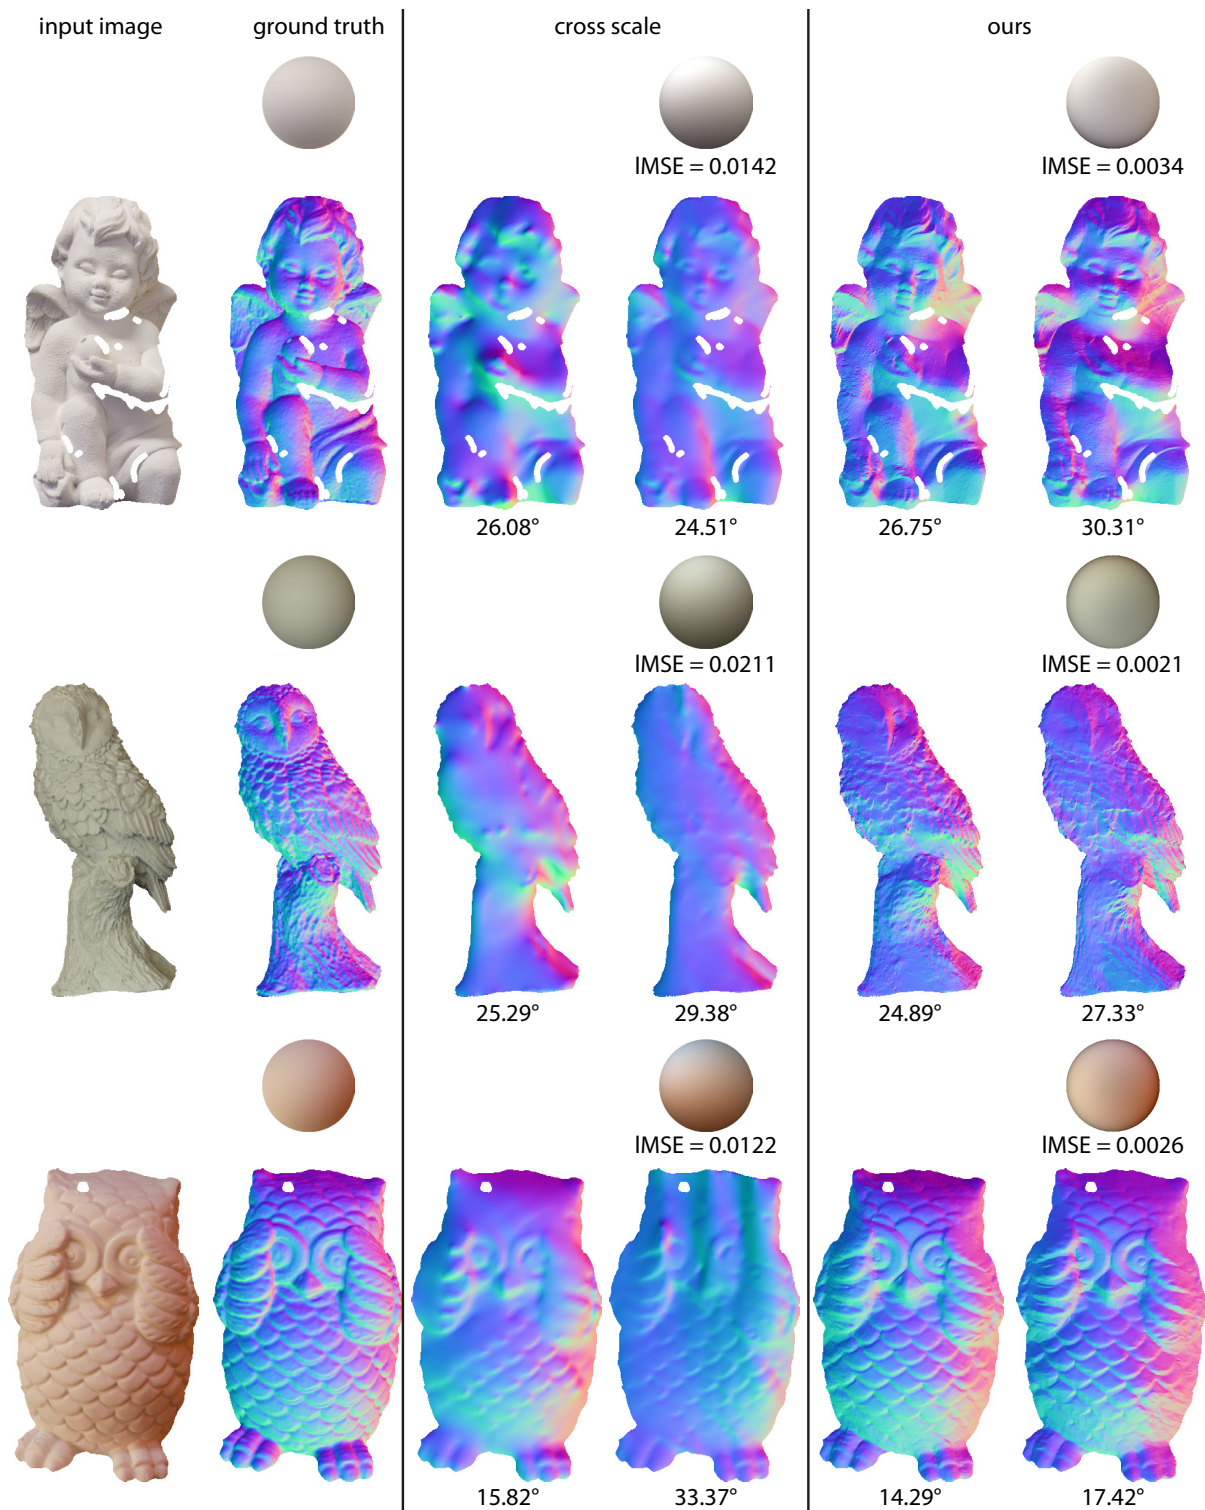 input image ground truth cross scale ours
lMSE = 0.0142 lMSE = 0.0034
26.08° 24.51° 26.75° 30.31°
lMSE = 0.0211 lMSE = 0.0021
25.29° 29.38° 24.89° 27.33°
lMSE = 0.0122 lMSE = 0.0026
15.82° 33.37° 14.29° 17.42°